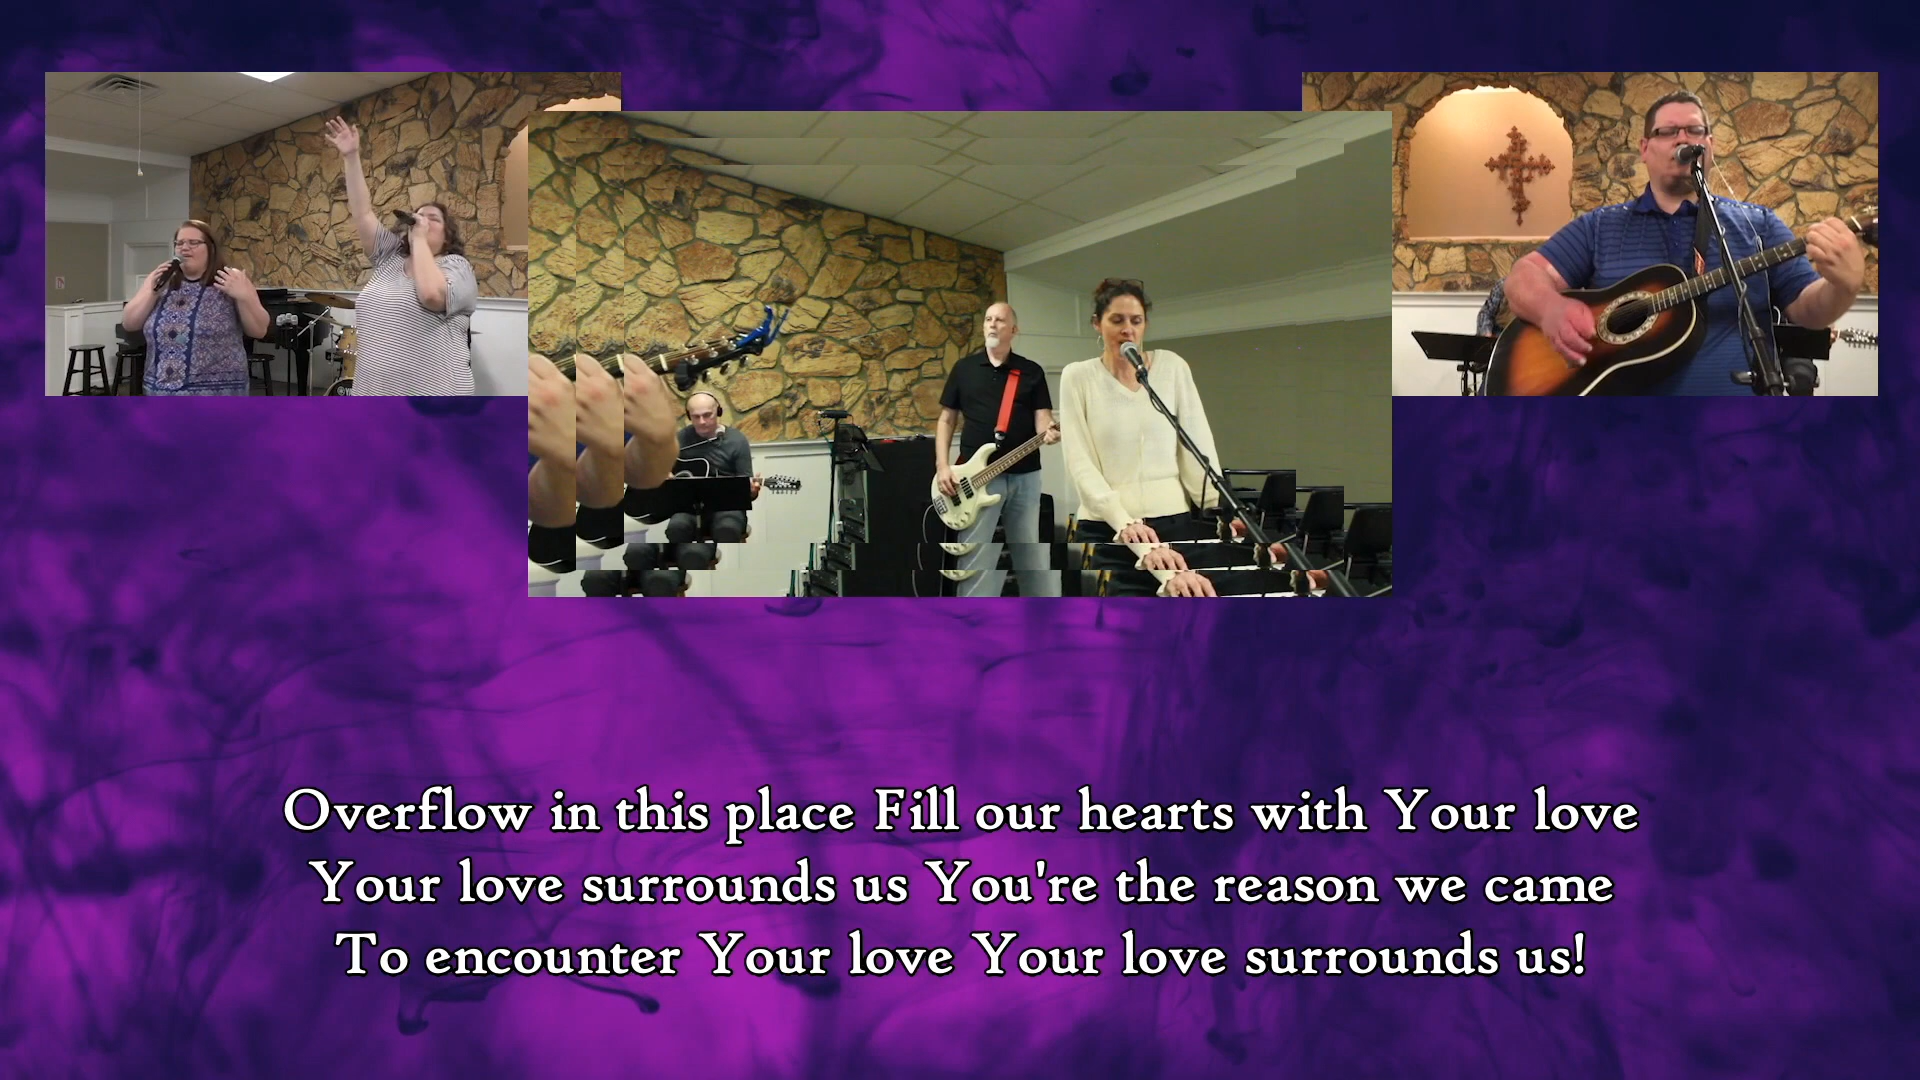 Overflow in this place Fill our hearts with Your love
Your love surrounds us You're the reason we came
To encounter Your love Your love surrounds us!